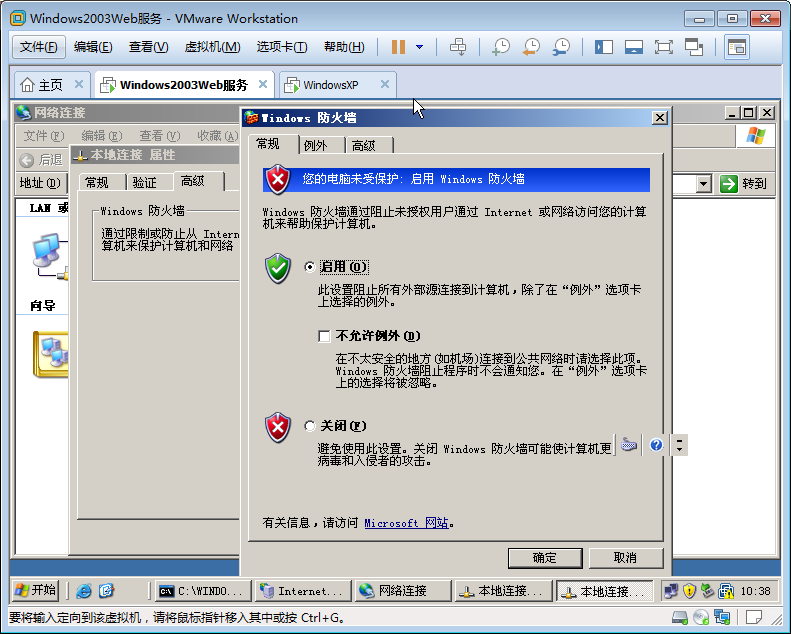 Windows2003Web服务 - VMware Workstation
文件(F) 编辑(E) 查看(V) 虚拟机(M) 选项卡(T) 帮助(H)
主页 Windows2003Web服务 WindowsXP
网络连接
文件(F) 编辑(E) 查看(V) 收藏(A)
后退
地址(D) 转到
本地连接 属性
常规 验证 高级
LAN 或
向导
Windows 防火墙
通过限制或防止从 Intern
算机来保护计算机和网络
Windows 防火墙
常规 例外 高级
您的电脑未受保护: 启用 Windows 防火墙
Windows 防火墙通过阻止未授权用户通过 Internet 或网络访问您的计算
机来帮助保护计算机。
启用(O)
此设置阻止所有外部源连接到计算机，除了在“例外”选项卡
上选择的例外。
不允许例外(D)
在不太安全的地方(如机场)连接到公共网络时请选择此项。
Windows 防火墙阻止程序时不会通知您。在“例外”选项卡
上的选择将被忽略。
关闭(F)
避免使用此设置。关闭 Windows 防火墙可能使计算机更
病毒和入侵者的攻击。
有关信息，请访问 Microsoft 网站。
确定 取消
开始 C:\WINDO... Internet... 网络连接 本地连接... 本地连接... 10:38
要将输入定向到该虚拟机，请将鼠标指针移入其中或按 Ctrl+G。